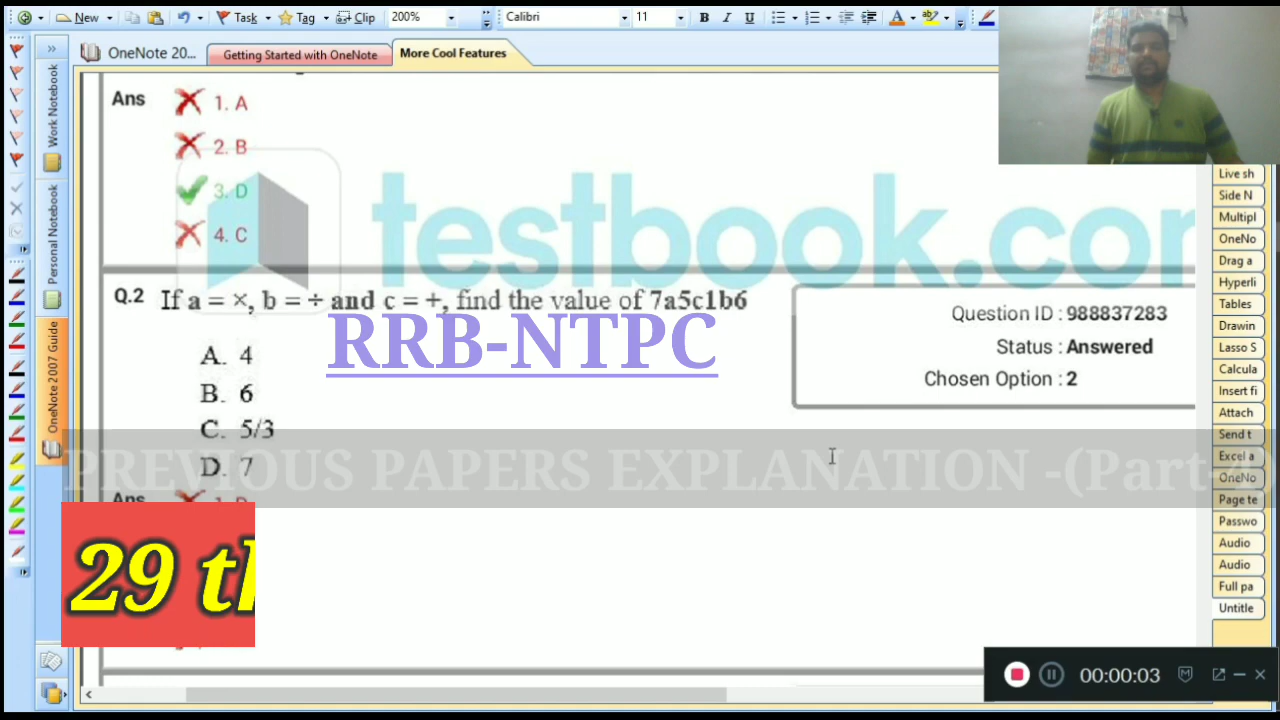 New Task Tag Clip 200% Calibri 11 B I U
OneNote 20... Getting Started with OneNote More Cool Features
Work Notebook
Personal Notebook
OneNote 2007 Guide
Ans 1. A
2. B
3. D
4. C
testbook.com
Q.2 If a = ×, b = ÷ and c = +, find the value of 7a5c1b6
RRB-NTPC
A. 4
B. 6
C. 5/3
D. 7
Question ID : 988837283
Status : Answered
Chosen Option : 2
PREVIOUS PAPERS EXPLANATION -(Part-
Ans
29 th
Live sh
Side N
Multipl
OneNo
Drag a
Hyperli
Tables
Drawin
Lasso S
Calcula
Insert fi
Attach
Send t
Excel a
OneNo
Page te
Passwo
Audio
Audio
Full pa
Untitle
00:00:03